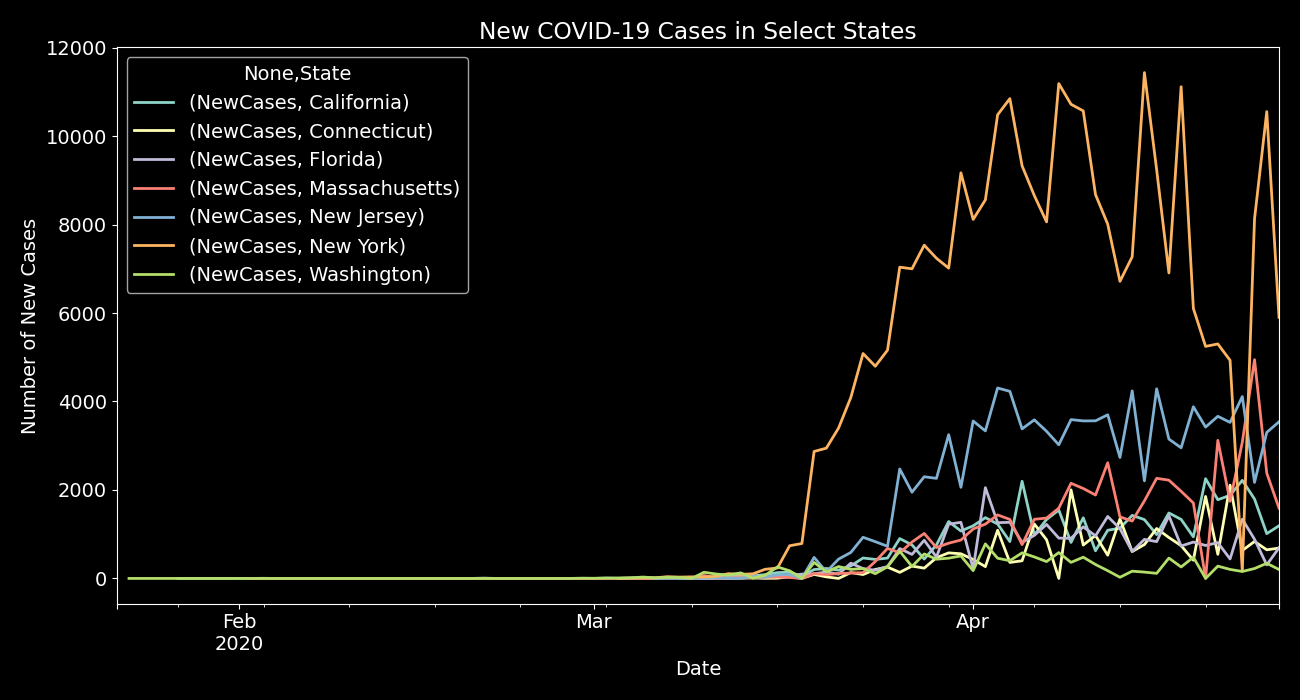 New COVID-19 Cases in Select States
12000
10000
8000
6000
4000
2000
0
Number of New Cases
None,State
(NewCases, California)
(NewCases, Connecticut)
(NewCases, Florida)
(NewCases, Massachusetts)
(NewCases, New Jersey)
(NewCases, New York)
(NewCases, Washington)
Feb Mar Apr
2020
Date